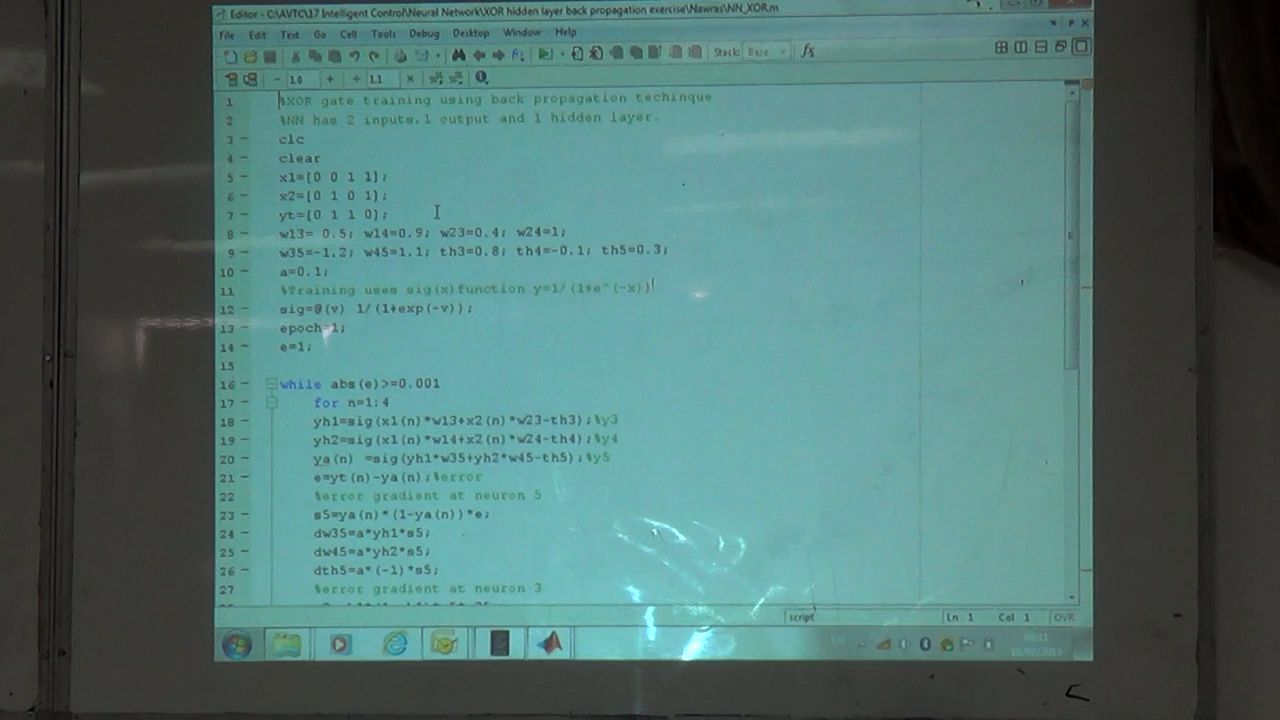 Editor - C:\AVTC\17 Intelligent Control\Neural Network\XOR hidden layer back propagation exercise\Nawras\NN_XOR.m
File Edit Text Go Cell Tools Debug Desktop Window Help
Stack: Base fx
- 1.0 + ÷ 1.1 ×
1 %XOR gate training using back propagation techinque
2 %NN has 2 inputs,1 output and 1 hidden layer.
3 - clc
4 - clear
5 - x1=[0 0 1 1];
6 - x2=[0 1 0 1];
7 - yt=[0 1 1 0];
8 - w13= 0.5; w14=0.9; w23=0.4; w24=1;
9 - w35=-1.2; w45=1.1; th3=0.8; th4=-0.1; th5=0.3;
10 - a=0.1;
11 %Training uses sig(x)function y=1/(1+e^(-x))
12 - sig=@(v) 1/(1+exp(-v));
13 - epoch=1;
14 - e=1;
15
16 - while abs(e)>=0.001
17 - for n=1:4
18 - yh1=sig(x1(n)*w13+x2(n)*w23-th3);%y3
19 - yh2=sig(x1(n)*w14+x2(n)*w24-th4);%y4
20 - ya(n) =sig(yh1*w35+yh2*w45-th5);%y5
21 - e=yt(n)-ya(n);%error
22 %error gradient at neuron 5
23 - s5=ya(n)*(1-ya(n))*e;
24 - dw35=a*yh1*s5;
25 - dw45=a*yh2*s5;
26 - dth5=a*(-1)*s5;
27 %error gradient at neuron 3
script Ln 1 Col 1 OVR